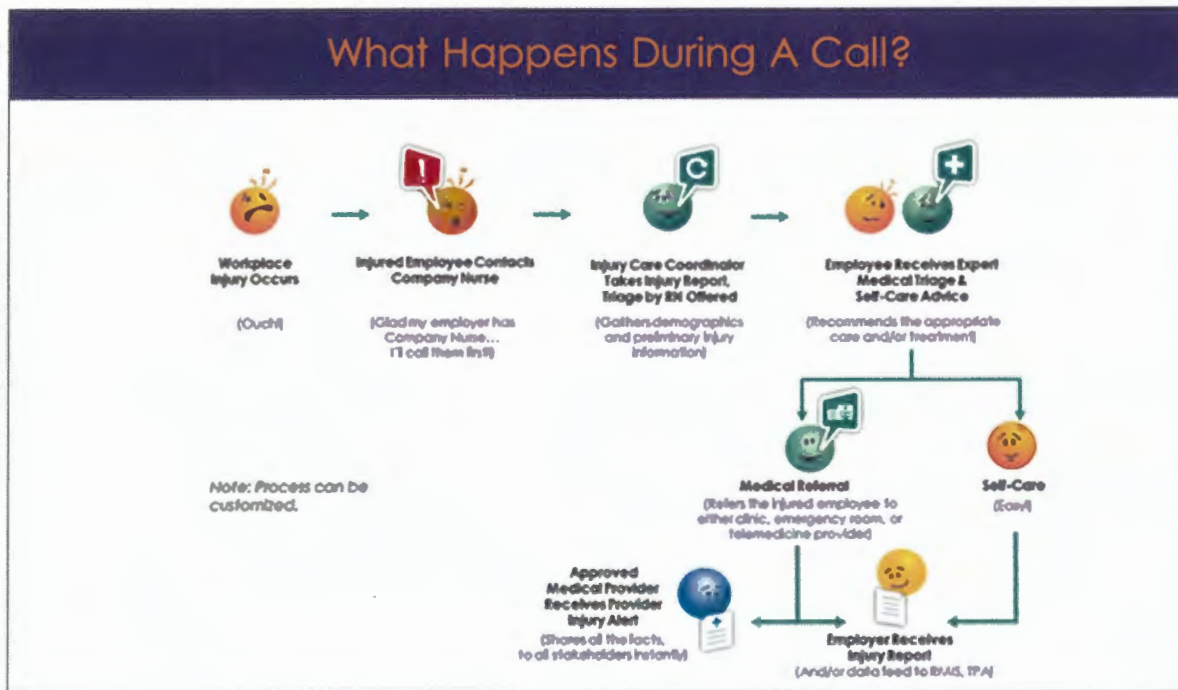 What Happens During A Call?
Workplace
Injury Occurs
(Ouch!)
Injured Employee Contacts
Company Nurse
(Glad my employer has
Company Nurse...
I'll call them first!)
Injury Care Coordinator
Takes Injury Report,
Triage by RN Offered
(Gathers demographics
and preliminary injury
information)
Employee Receives Expert
Medical Triage &
Self-Care Advice
(Recommends the appropriate
care and/or treatment)
Note: Process can be
customized.
Medical Referral
(Refers the injured employee to
either clinic, emergency room, or
telemedicine provider)
Self-Care
(Easy!)
Approved
Medical Provider
Receives Provider
Injury Alert
(Shares all the facts,
to all stakeholders instantly)
Employer Receives
Injury Report
(And/or data feed to RMIS, TPA)